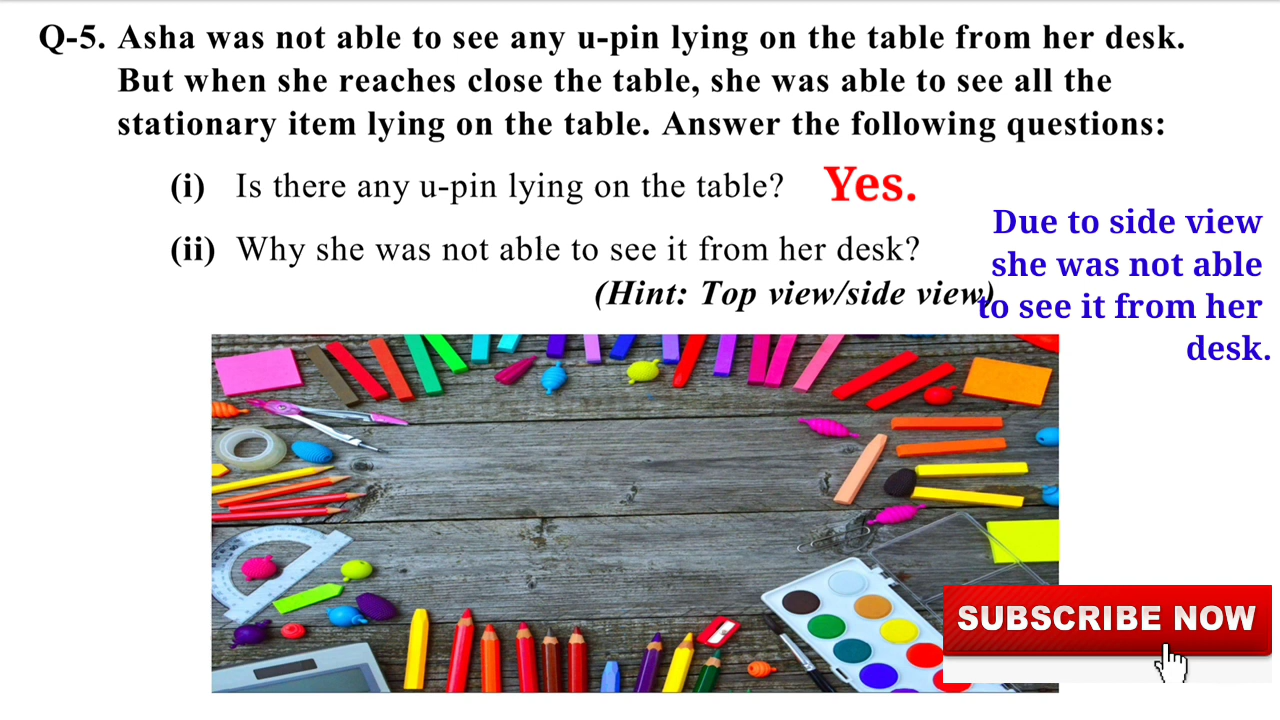 Q-5. Asha was not able to see any u-pin lying on the table from her desk.
But when she reaches close the table, she was able to see all the
stationary item lying on the table. Answer the following questions:
(i) Is there any u-pin lying on the table? Yes.
(ii) Why she was not able to see it from her desk?
(Hint: Top view/side view)
Due to side view
she was not able
to see it from her
desk.
SUBSCRIBE NOW